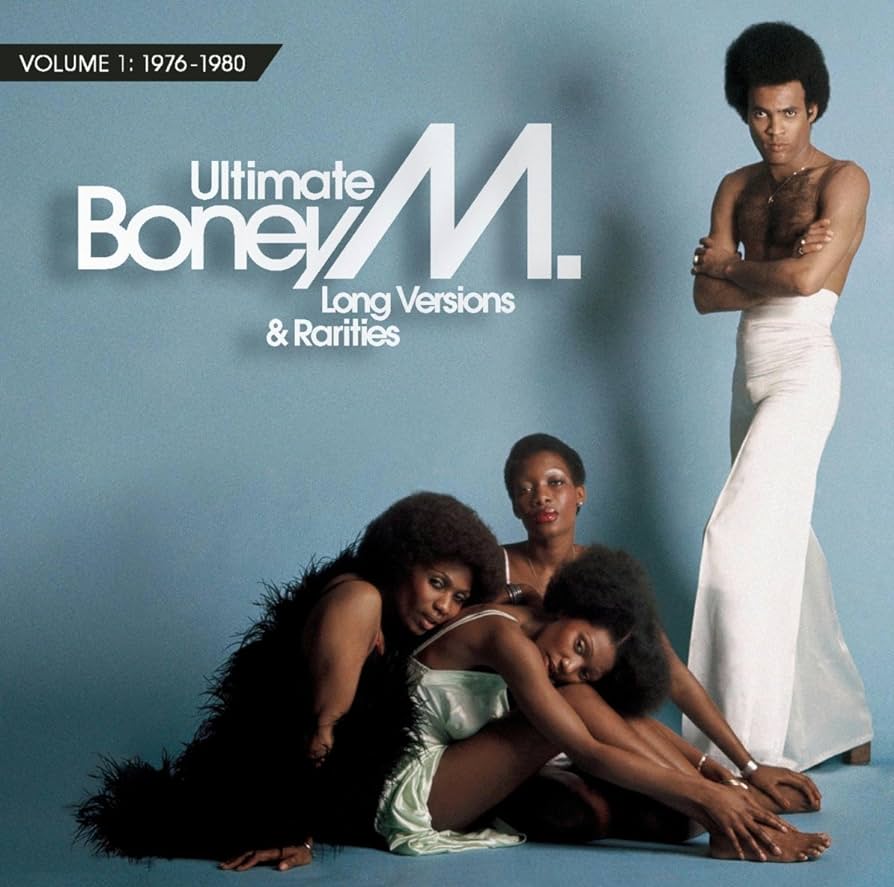 VOLUME 1: 1976-1980
Ultimate
Boney M.
Long Versions
& Rarities